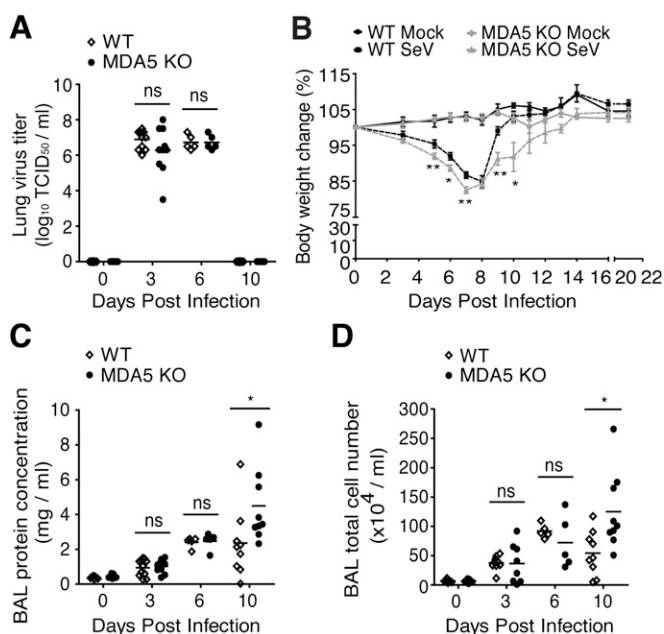 A
WT
MDA5 KO
ns
ns
Lung virus titer
(log₁₀ TCID₅₀ / ml)
10
8
6
4
2
0
0 3 6 10
Days Post Infection
B
WT Mock
WT SeV
MDA5 KO Mock
MDA5 KO SeV
Body weight change (%)
115
105
95
85
75
30
10
0
** * ** ** *
0 2 4 6 8 10 12 14 16 20 22
Days Post Infection
C
WT
MDA5 KO
BAL protein concentration
(mg / ml)
10
8
6
4
2
0
ns
ns
*
0 3 6 10
Days Post Infection
D
WT
MDA5 KO
BAL total cell number
(x10⁴ / ml)
300
250
200
150
100
50
0
ns
ns
*
0 3 6 10
Days Post Infection